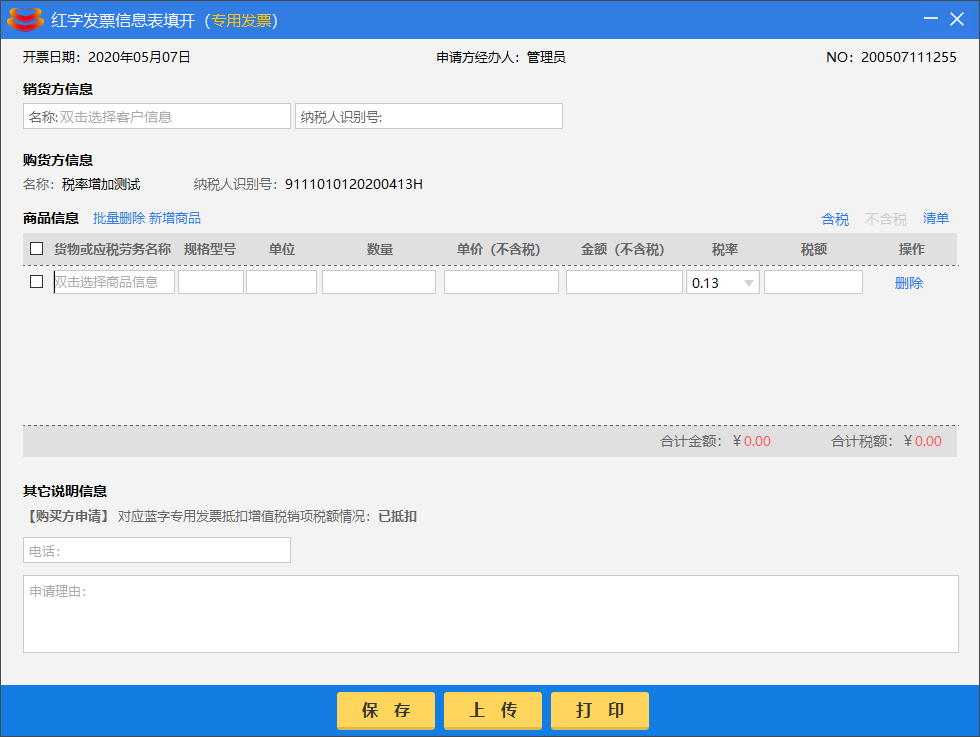 红字发票信息表填开（专用发票）
开票日期：2020年05月07日 申请方经办人：管理员 NO：200507111255
销货方信息
名称:双击选择客户信息 纳税人识别号:
购货方信息
名称：税率增加测试 纳税人识别号：9111010120200413H
商品信息 批量删除 新增商品 含税 不含税 清单
货物或应税劳务名称 规格型号 单位 数量 单价（不含税） 金额（不含税） 税率 税额 操作
双击选择商品信息 0.13 删除
合计金额：￥0.00 合计税额：￥0.00
其它说明信息
【购买方申请】 对应蓝字专用发票抵扣增值税销项税额情况：已抵扣
电话：
申请理由：
保 存 上 传 打 印